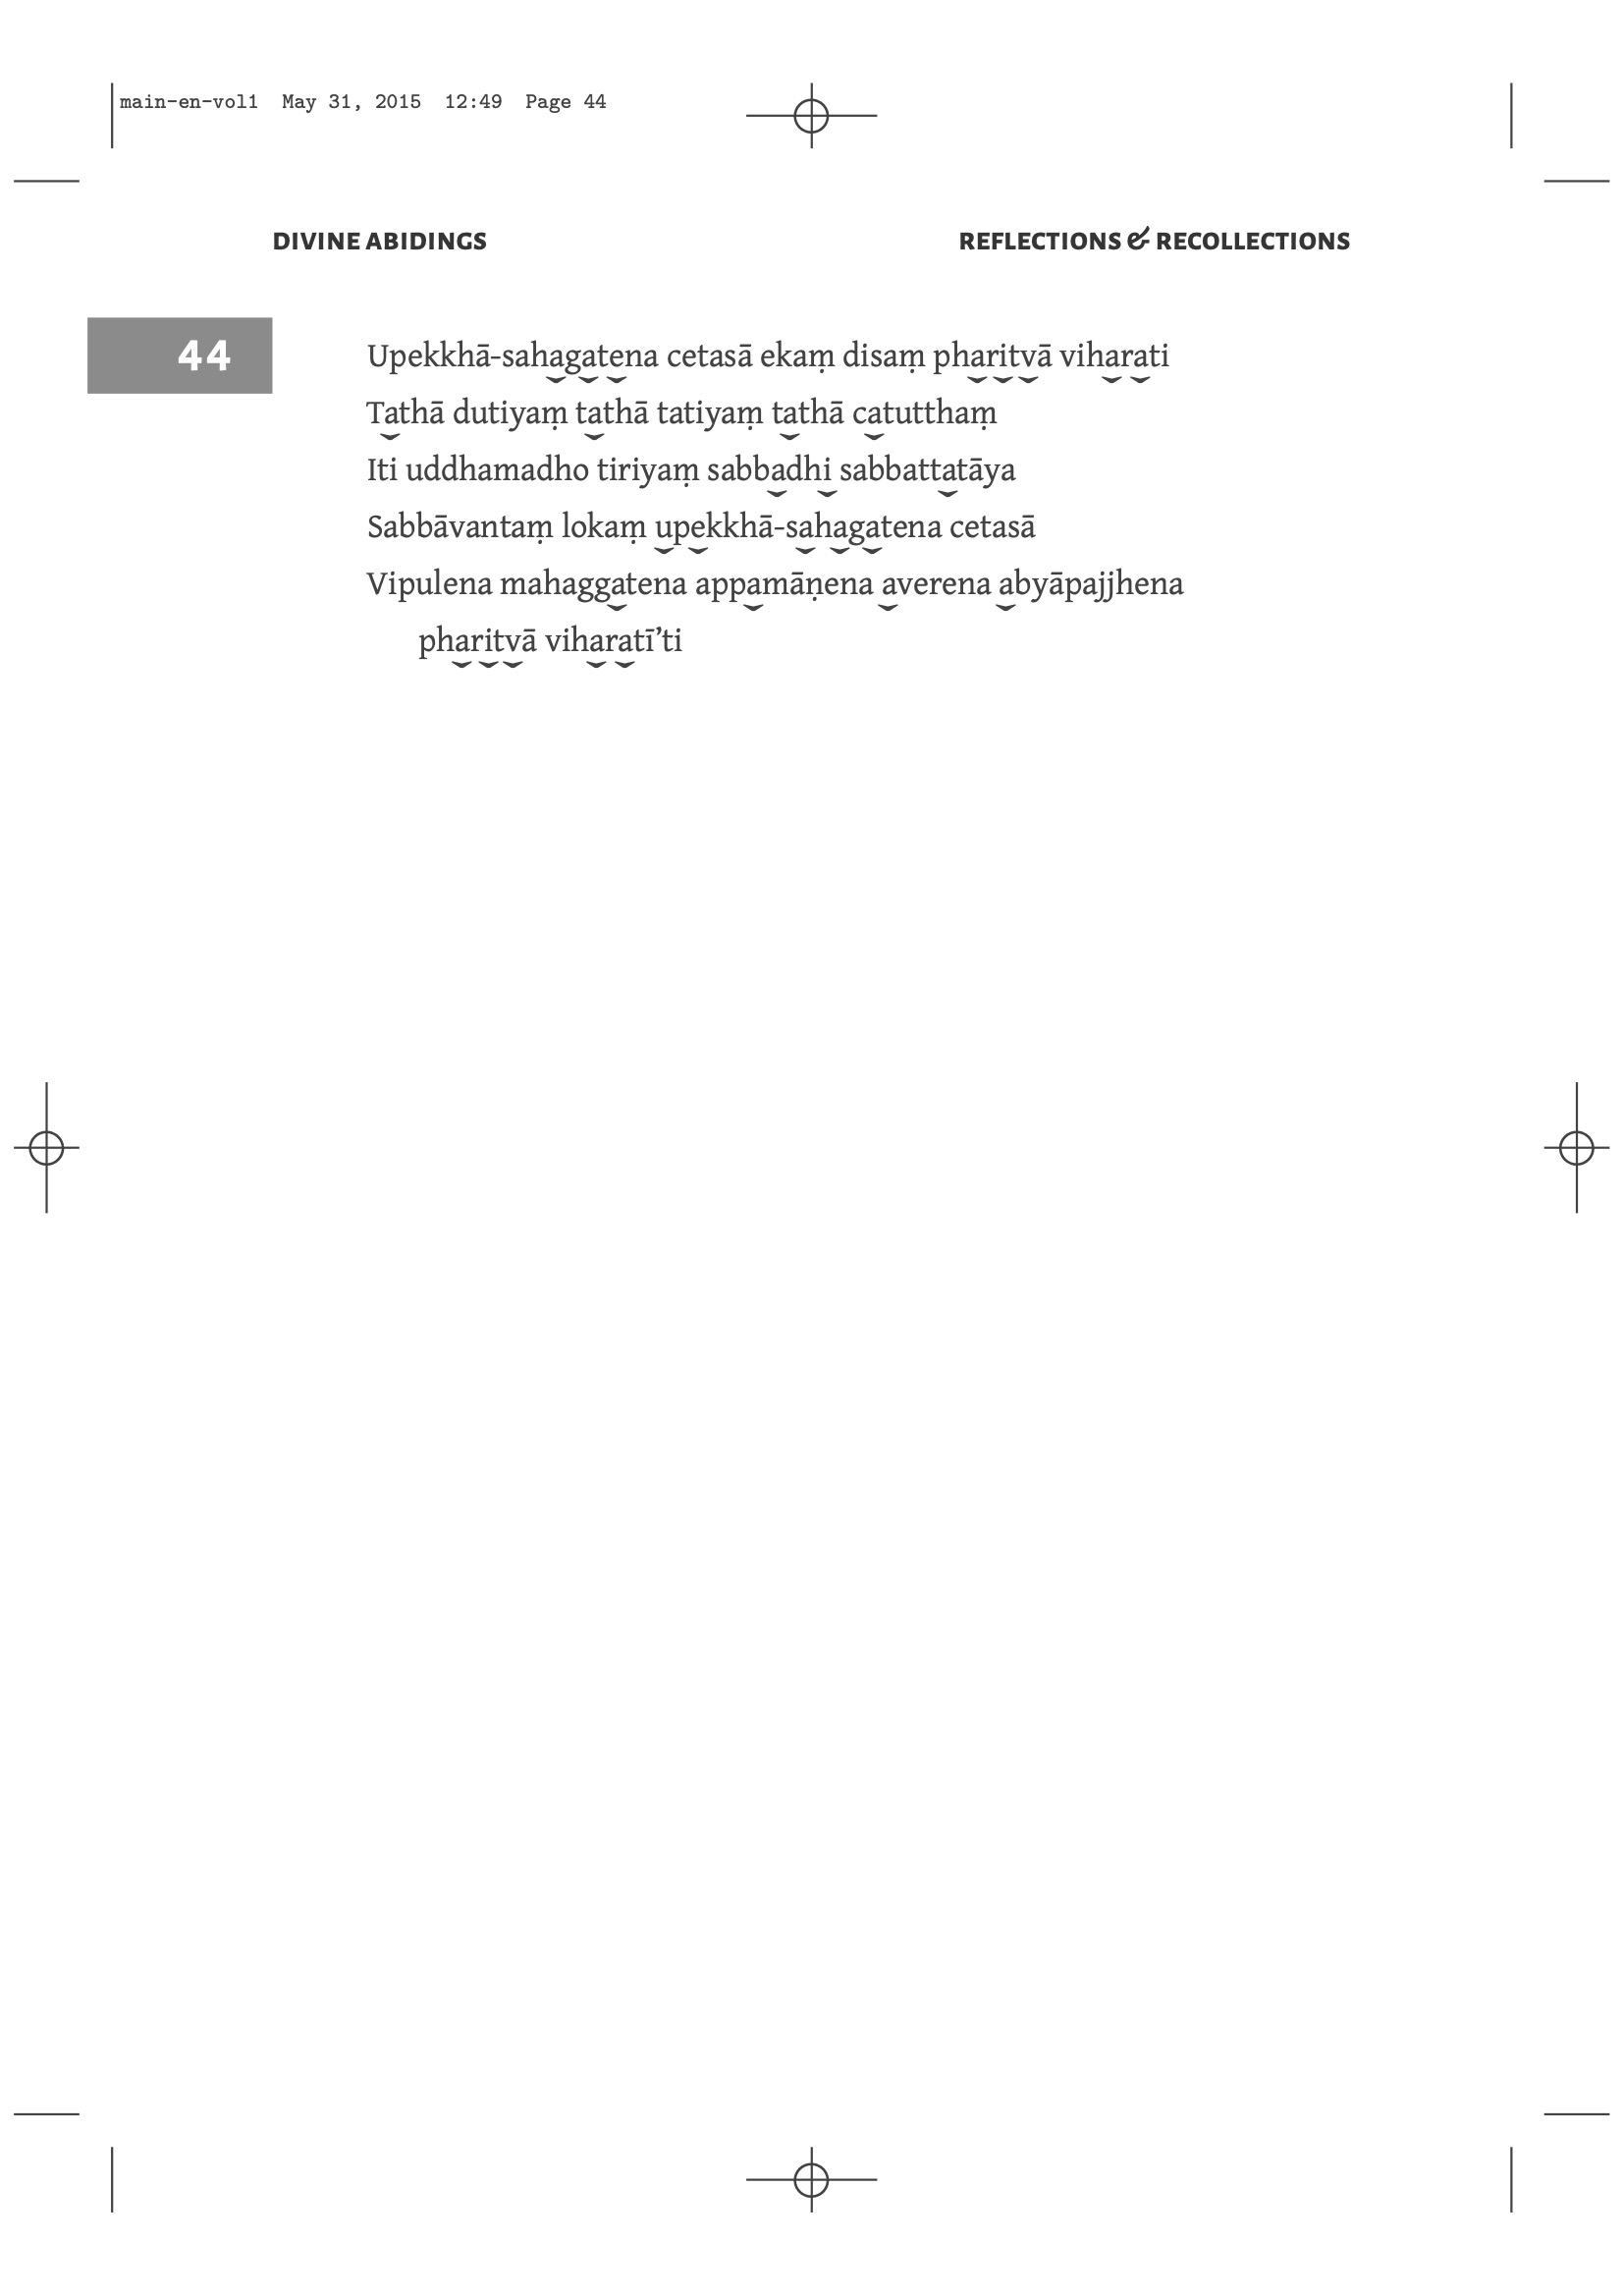 main-en-vol1 May 31, 2015 12:49 Page 44
DIVINE ABIDINGS REFLECTIONS & RECOLLECTIONS
44
Upekkhā-sahagatena cetasā ekaṃ disaṃ pharitvā viharati
Tathā dutiyaṃ tathā tatiyaṃ tathā catutthaṃ
Iti uddhamadho tiriyaṃ sabbadhi sabbattatāya
Sabbāvantaṃ lokaṃ upekkhā-sahagatena cetasā
Vipulena mahaggatena appamāṇena averena abyāpajjhena
pharitvā viharatī’ti